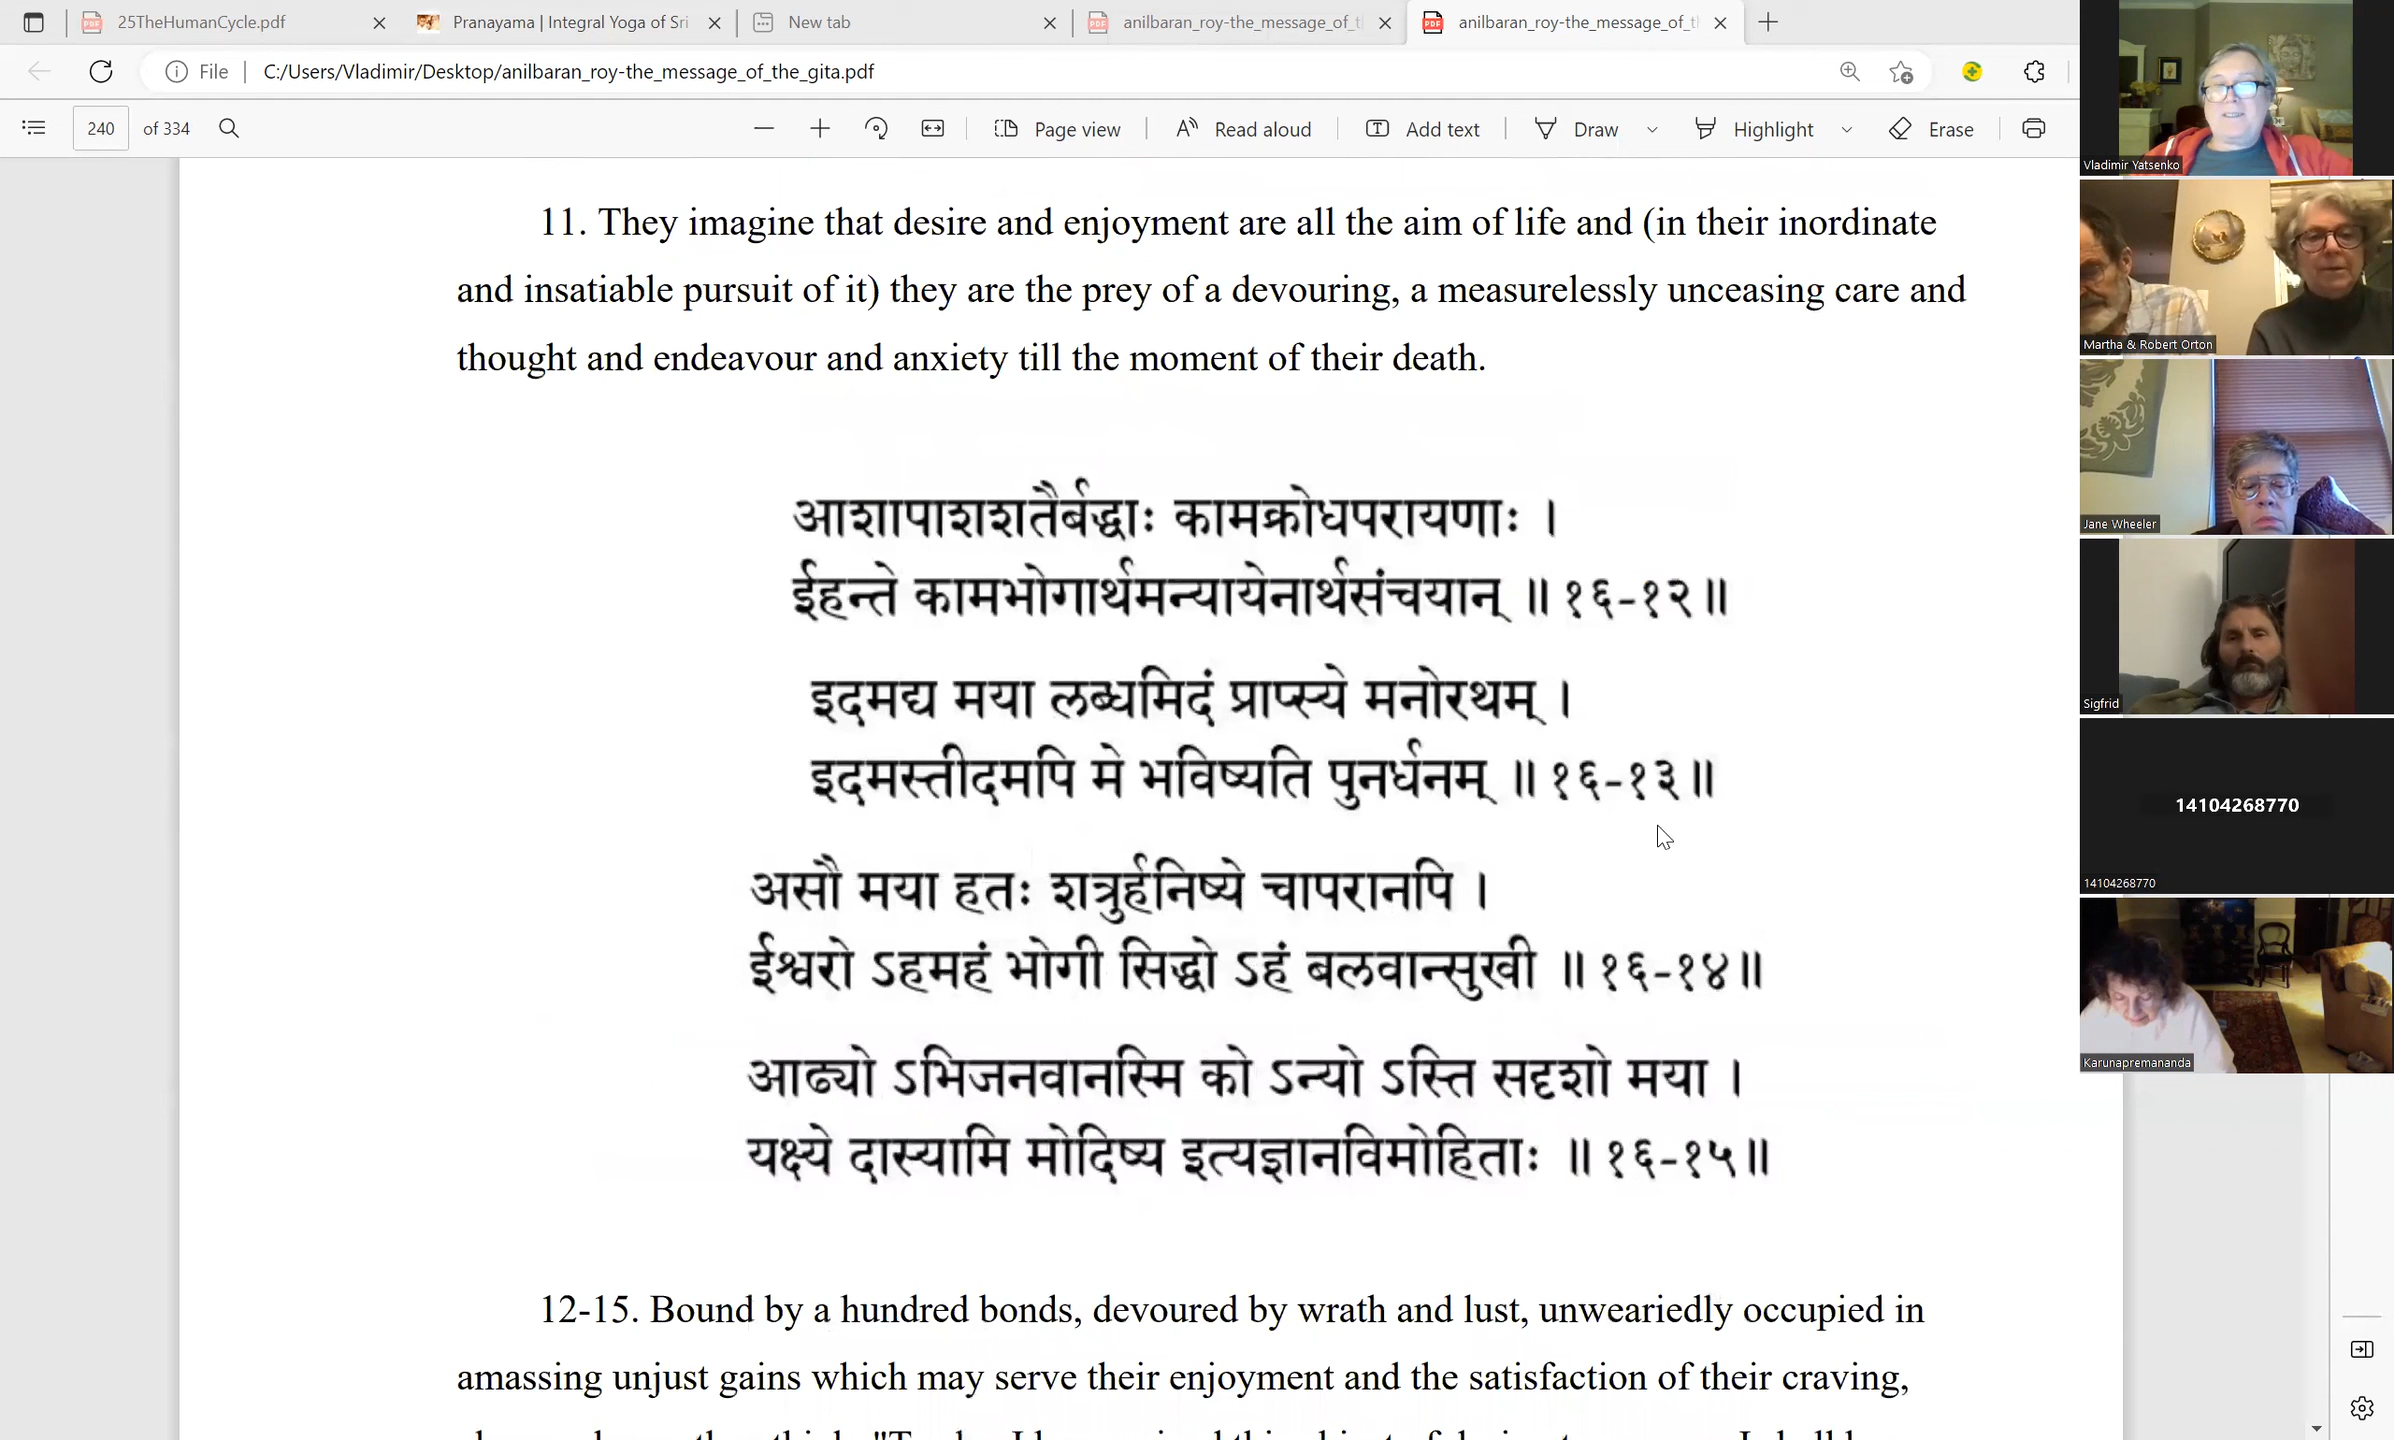 25TheHumanCycle.pdf
Pranayama | Integral Yoga of Sri
New tab
anilbaran_roy-the_message_of_t
anilbaran_roy-the_message_of_t
File
C:/Users/Vladimir/Desktop/anilbaran_roy-the_message_of_the_gita.pdf
240 of 334
Page view
Read aloud
Add text
Draw
Highlight
Erase
11. They imagine that desire and enjoyment are all the aim of life and (in their inordinate
and insatiable pursuit of it) they are the prey of a devouring, a measurelessly unceasing care and
thought and endeavour and anxiety till the moment of their death.
आशापाशशतैर्बद्धाः कामक्रोधपरायणाः ।
ईहन्ते कामभोगार्थमन्यायेनार्थसंचयान् ॥ १६-१२॥
इदमद्य मया लब्धमिदं प्राप्स्ये मनोरथम् ।
इदमस्तीदमपि मे भविष्यति पुनर्धनम् ॥ १६-१३॥
असौ मया हतः शत्रुर्हनिष्ये चापरानपि ।
ईश्वरो ऽहमहं भोगी सिद्धो ऽहं बलवान्सुखी ॥ १६-१४॥
आढ्यो ऽभिजनवानस्मि को ऽन्यो ऽस्ति सदृशो मया ।
यक्ष्ये दास्यामि मोदिष्य इत्यज्ञानविमोहिताः ॥ १६-१५॥
12-15. Bound by a hundred bonds, devoured by wrath and lust, unweariedly occupied in
amassing unjust gains which may serve their enjoyment and the satisfaction of their craving,
Vladimir Yatsenko
Martha & Robert Orton
Jane Wheeler
Sigfrid
14104268770
14104268770
Karunapremananda